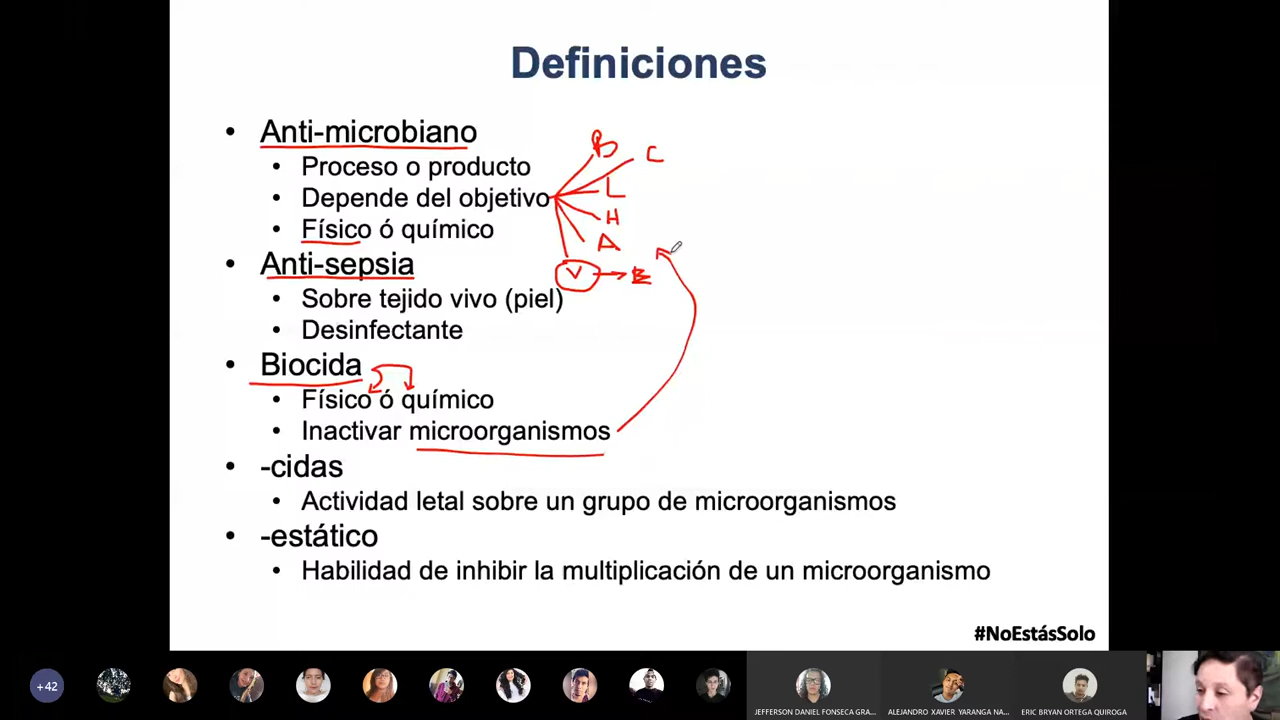 Definiciones
• Anti-microbiano
• Proceso o producto
• Depende del objetivo
• Físico ó químico
• Anti-sepsia
• Sobre tejido vivo (piel)
• Desinfectante
• Biocida
• Físico ó químico
• Inactivar microorganismos
• -cidas
• Actividad letal sobre un grupo de microorganismos
• -estático
• Habilidad de inhibir la multiplicación de un microorganismo
B
C
L
H
A
V
#NoEstásSolo
+42
JEFFERSON DANIEL FONSECA GRA...
ALEJANDRO XAVIER YARANGA NA...
ERIC BRYAN ORTEGA QUIROGA